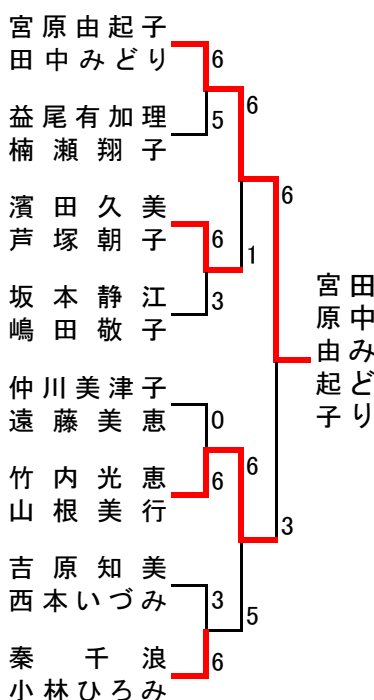 宮原由起子
田中みどり
6
6
益尾有加理
楠瀬翔子
5
6
濱田久美
芦塚朝子
6
1
坂本静江
嶋田敬子
3
田中みどり
宮原由起子
仲川美津子
遠藤美恵
0
竹内光恵
山根美行
6
6
3
吉原知美
西本いづみ
3
5
秦千浪
小林ひろみ
6